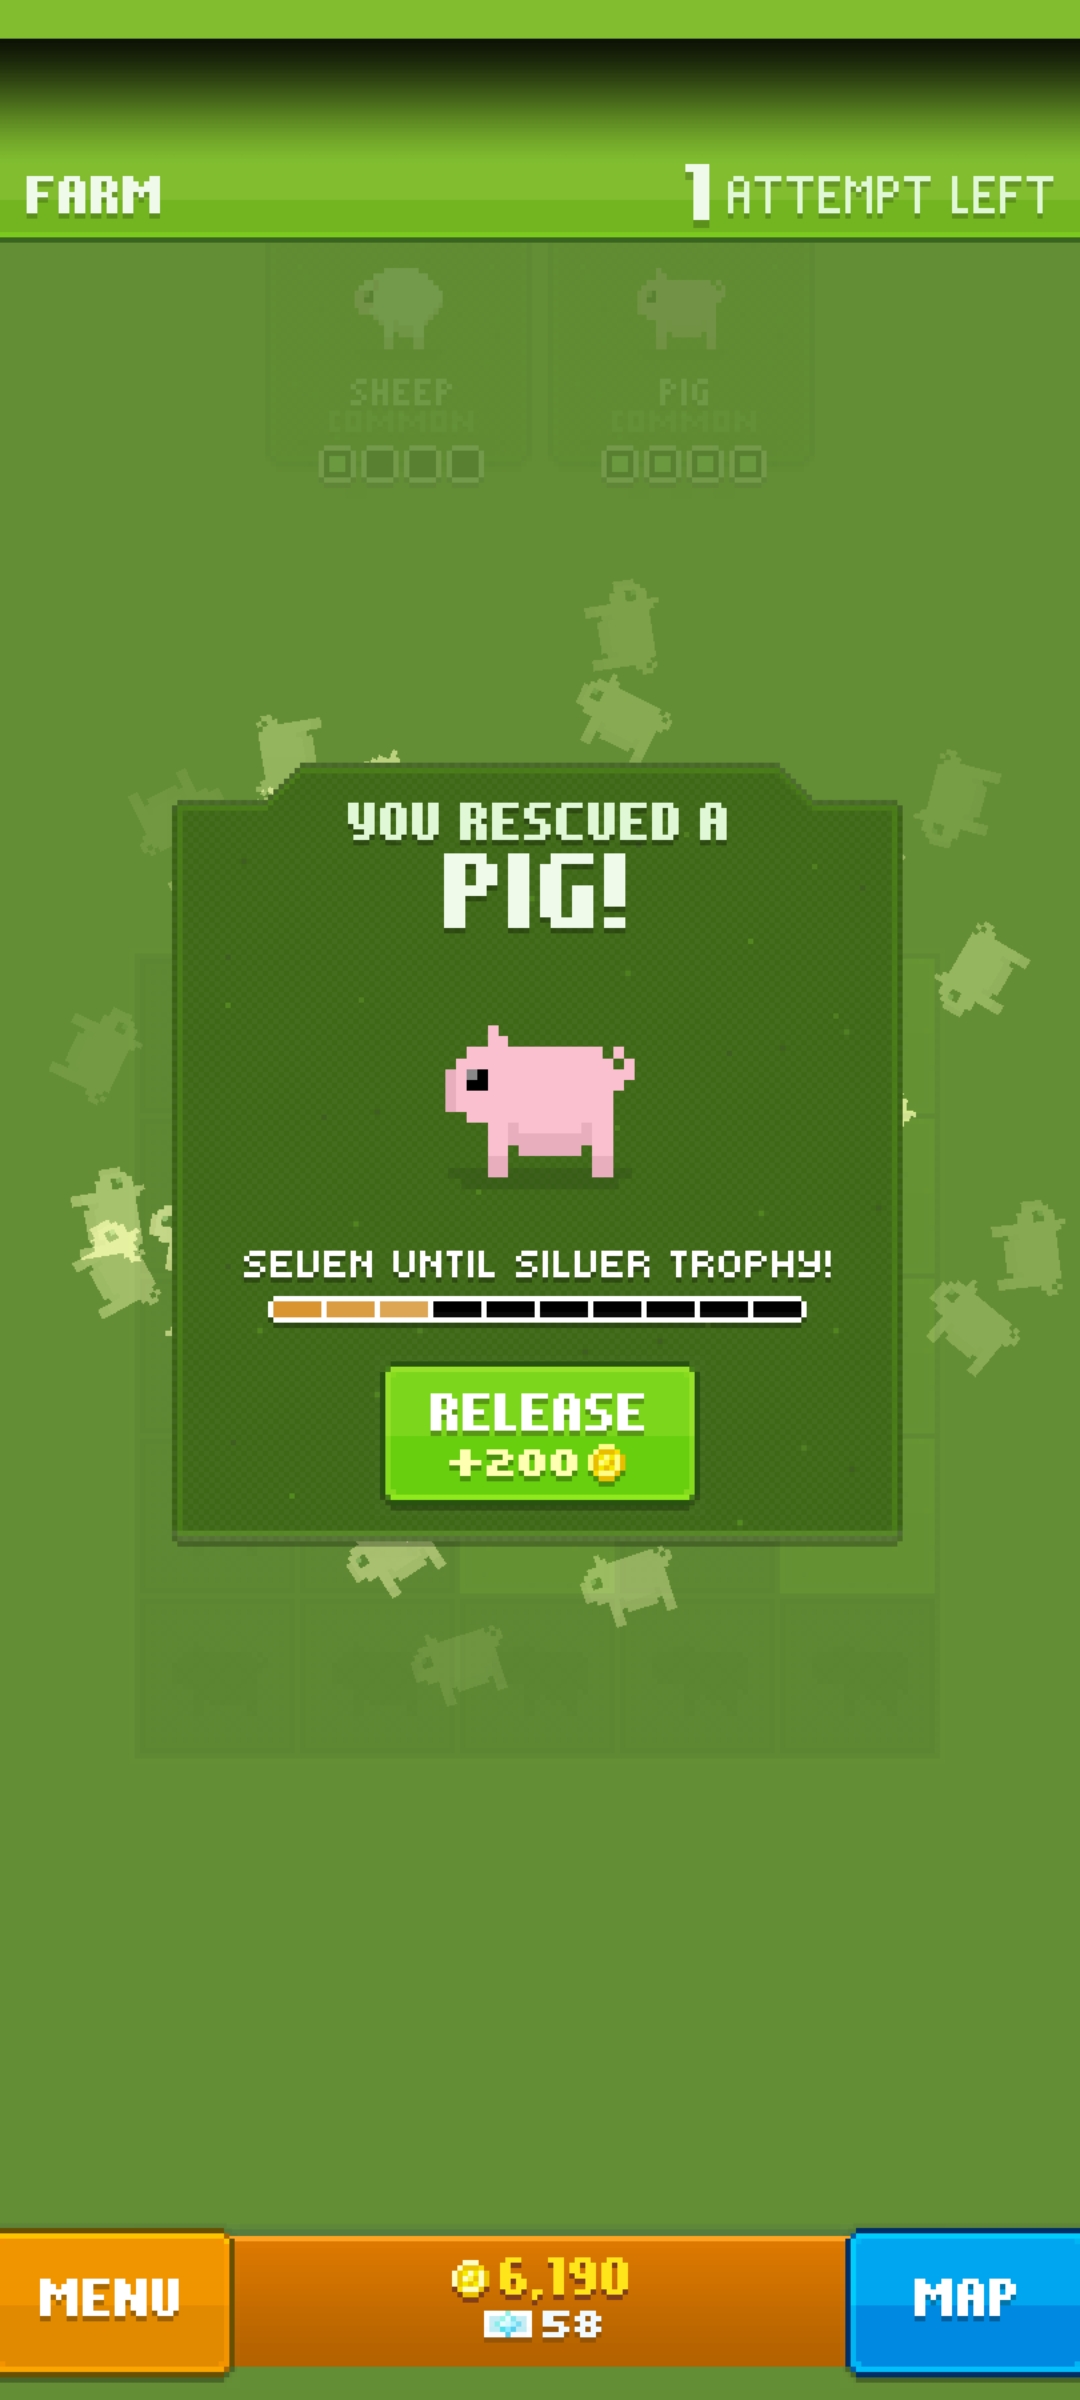 FARM
1 ATTEMPT LEFT
SHEEP
COMMON
PIG
COMMON
YOU RESCUED A
PIG!
SEVEN UNTIL SILVER TROPHY!
RELEASE
+200
MENU
6,190
58
MAP